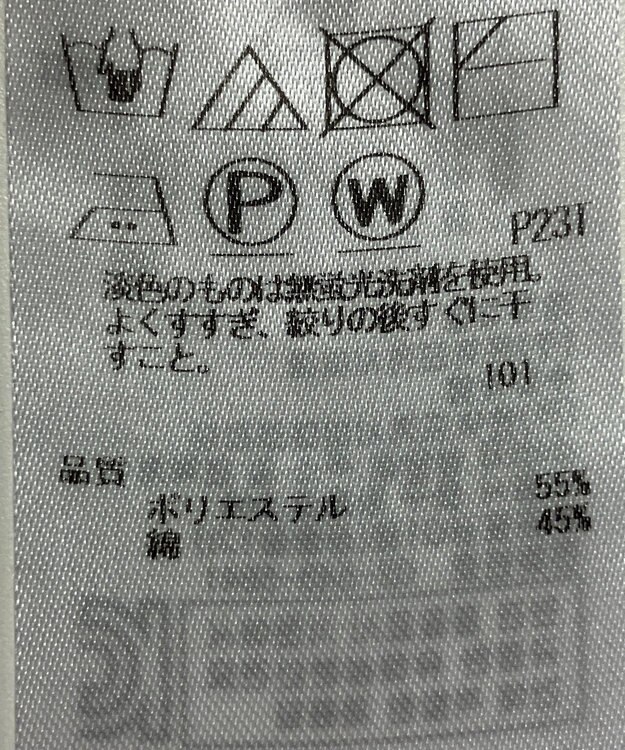 P
W
P23T
淡色のものは無蛍光洗剤を使用。
よくすすぎ、絞りの後すぐに干
すこと。
101
品質
ポリエステル 55%
綿 45%